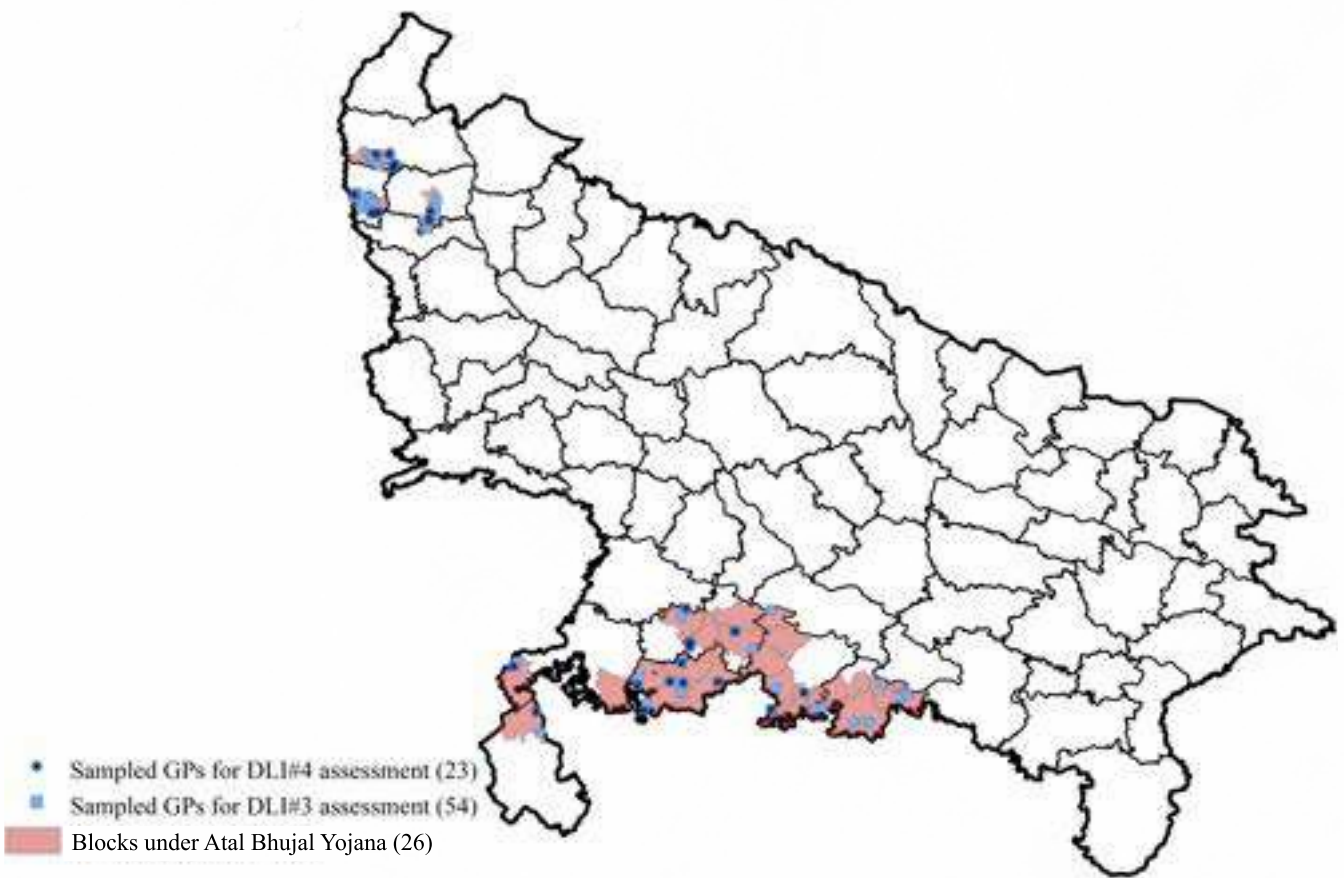 Sampled GPs for DLI#4 assessment (23)
Sampled GPs for DLI#3 assessment (54)
Blocks under Atal Bhujal Yojana (26)